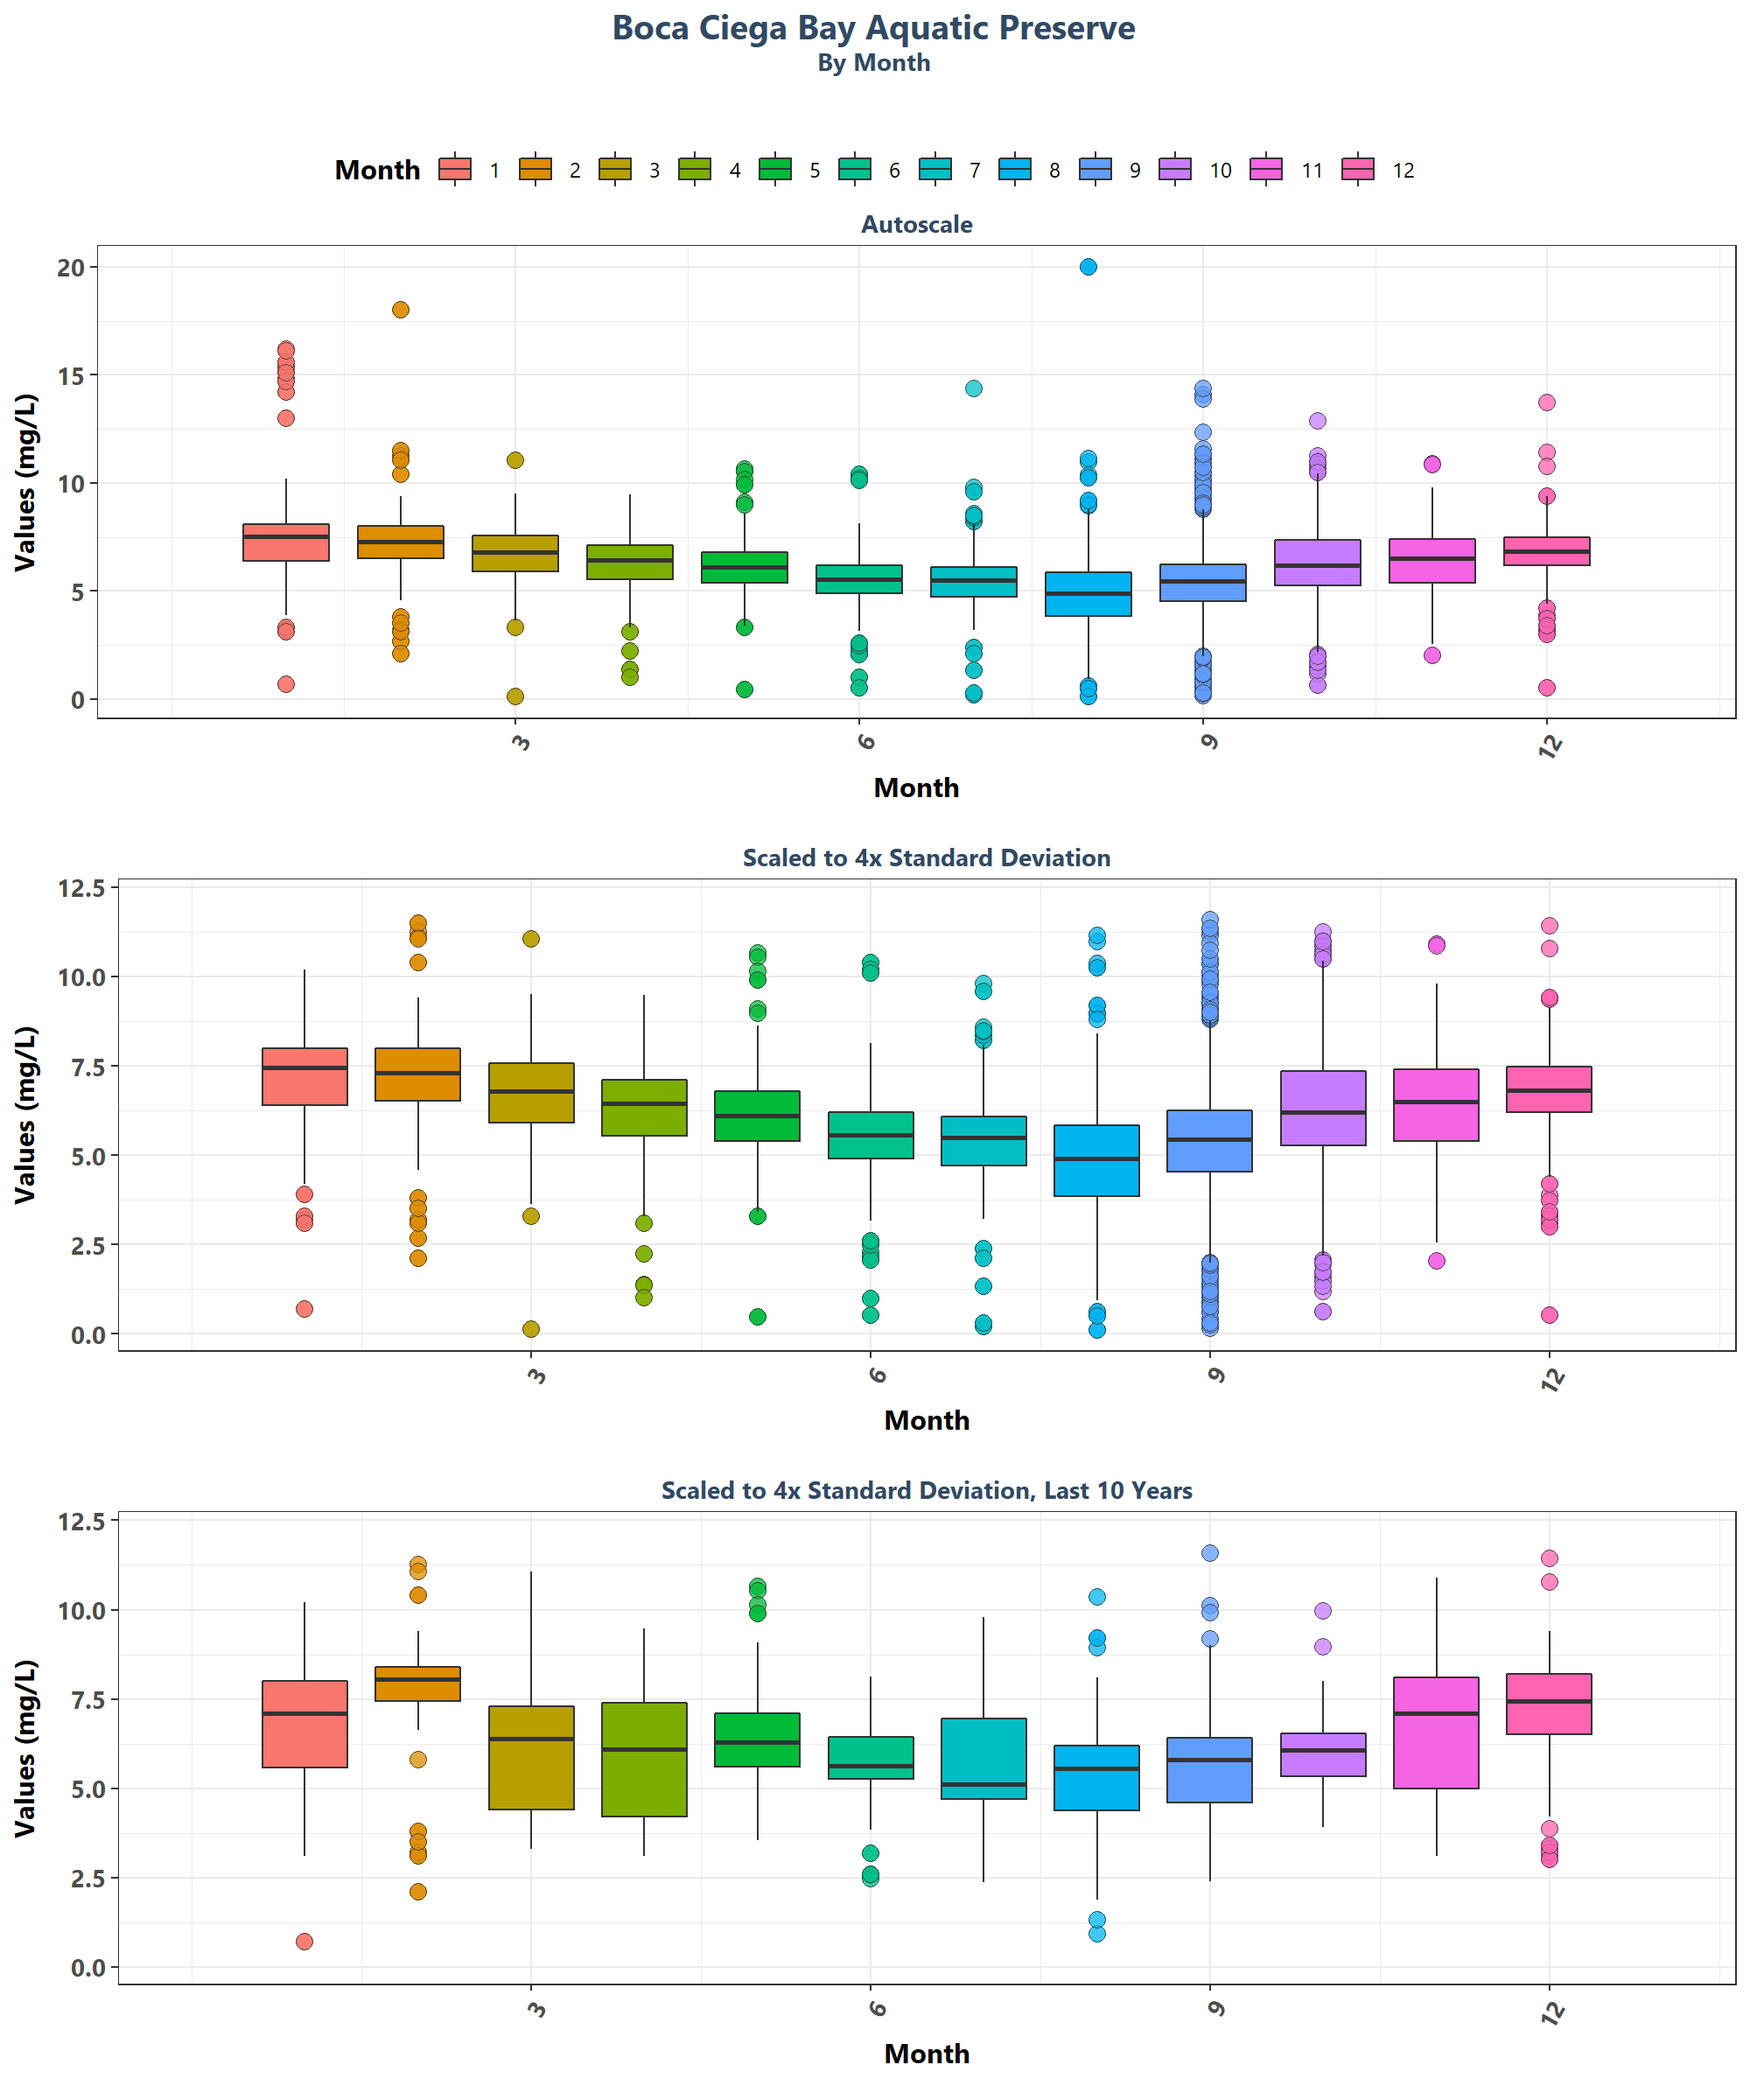 Boca Ciega Bay Aquatic Preserve
By Month
Month 1 2 3 4 5 6 7 8 9 10 11 12
Autoscale
Values (mg/L)
20
15
10
5
0
3 6 9 12
Month
Scaled to 4x Standard Deviation
Values (mg/L)
12.5
10.0
7.5
5.0
2.5
0.0
3 6 9 12
Month
Scaled to 4x Standard Deviation, Last 10 Years
Values (mg/L)
12.5
10.0
7.5
5.0
2.5
0.0
3 6 9 12
Month